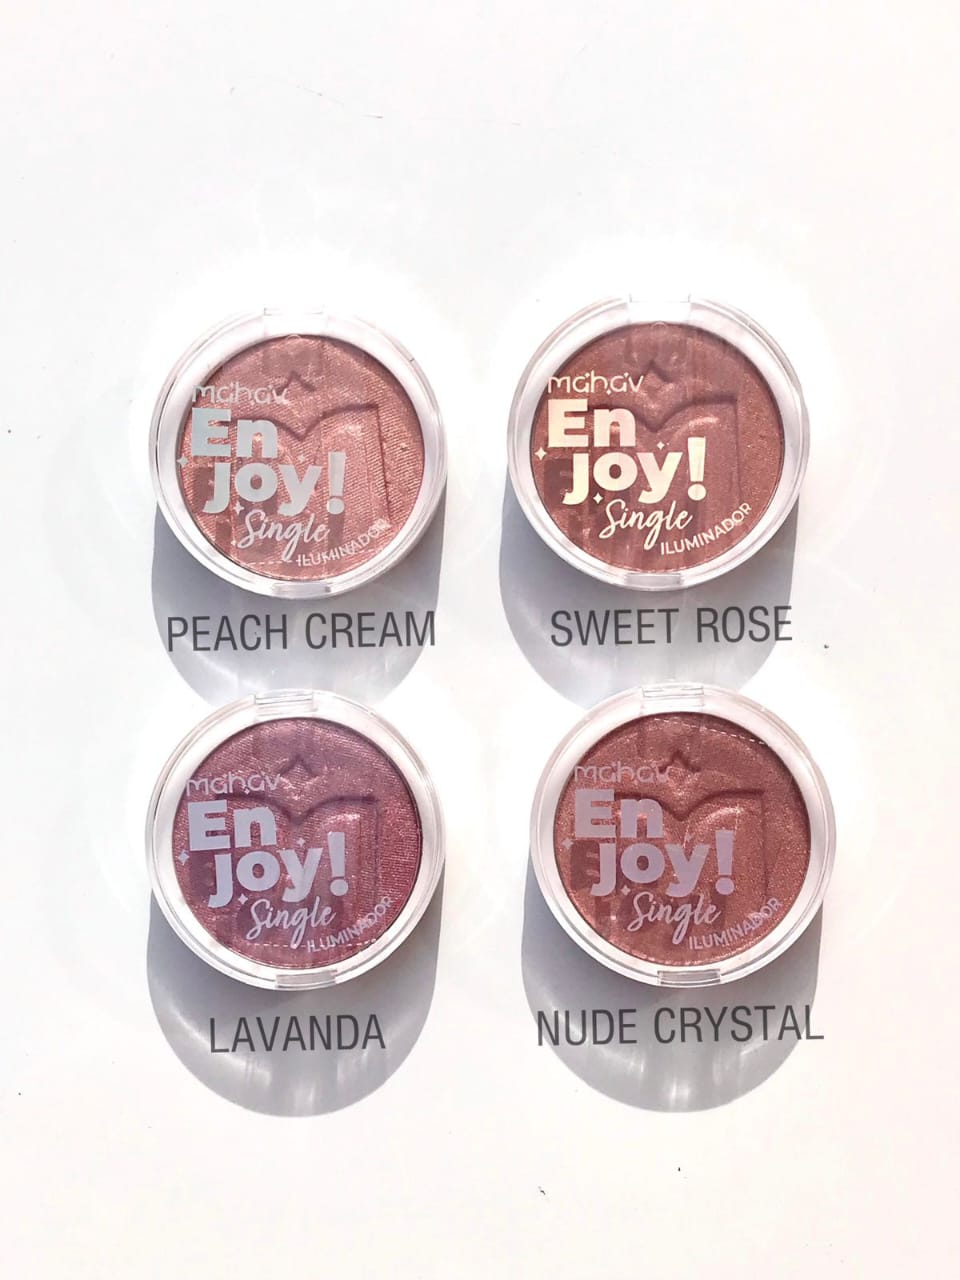 mahav
En
joy!
Single
ILUMINADOR
mahav
En
joy!
Single
ILUMINADOR
PEACH CREAM
SWEET ROSE
mahav
En
joy!
Single
ILUMINADOR
mahav
En
joy!
Single
ILUMINADOR
LAVANDA
NUDE CRYSTAL